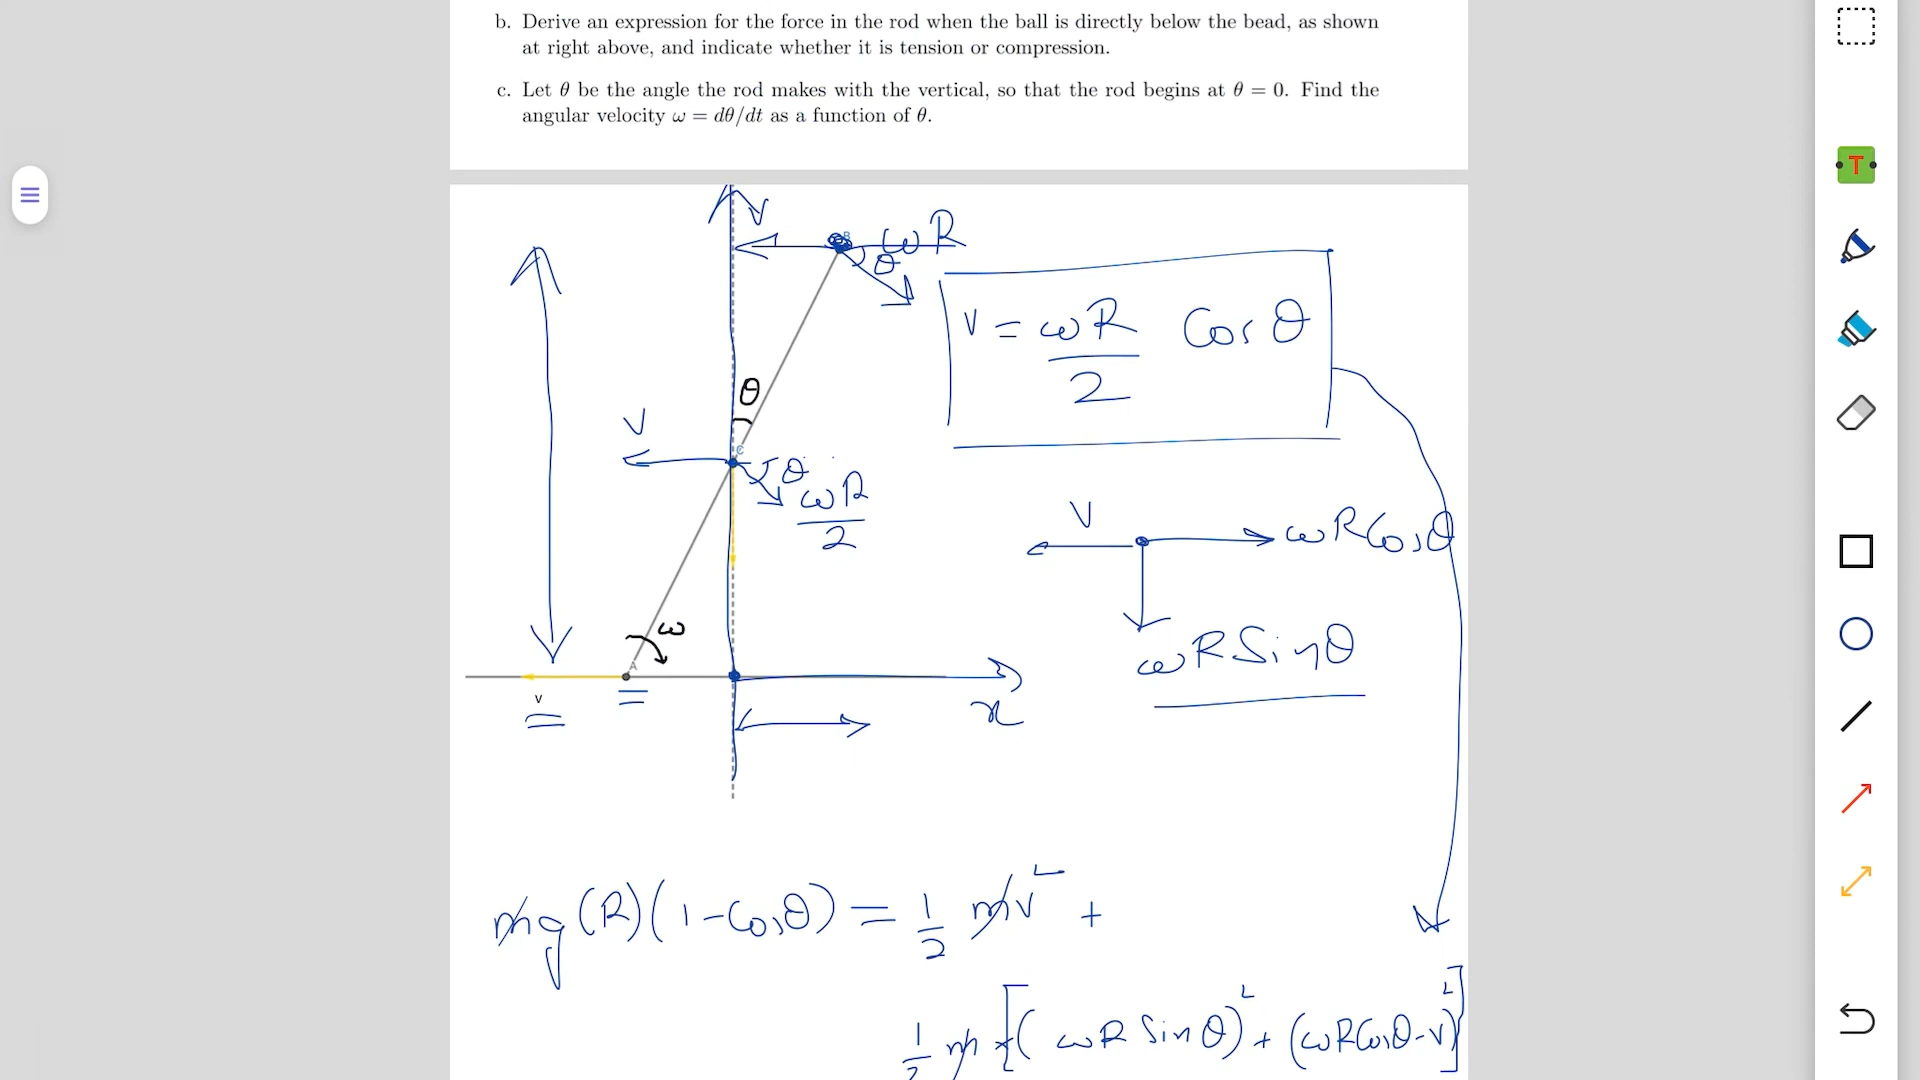 b. Derive an expression for the force in the rod when the ball is directly below the bead, as shown
at right above, and indicate whether it is tension or compression.
c. Let θ be the angle the rod makes with the vertical, so that the rod begins at θ = 0. Find the
angular velocity ω = dθ/dt as a function of θ.
V
B
ωR
θ
V = ωR/2 Cos θ
θ
V
C
θ
ωR/2
V
ωRCosθ
ω
ωRSinθ
A
v
x
mg(R)(1-Cosθ) = 1/2 mv² +
1/2 m [(ωR Sinθ)² + (ωRCosθ-v)²]
T